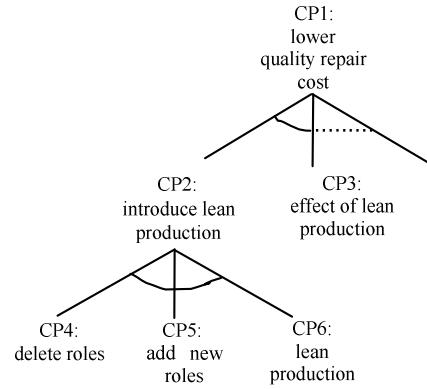 CP1:
lower
quality repair
cost
CP2:
introduce lean
production
CP3:
effect of lean
production
CP4:
delete roles
CP5:
add new
roles
CP6:
lean
production